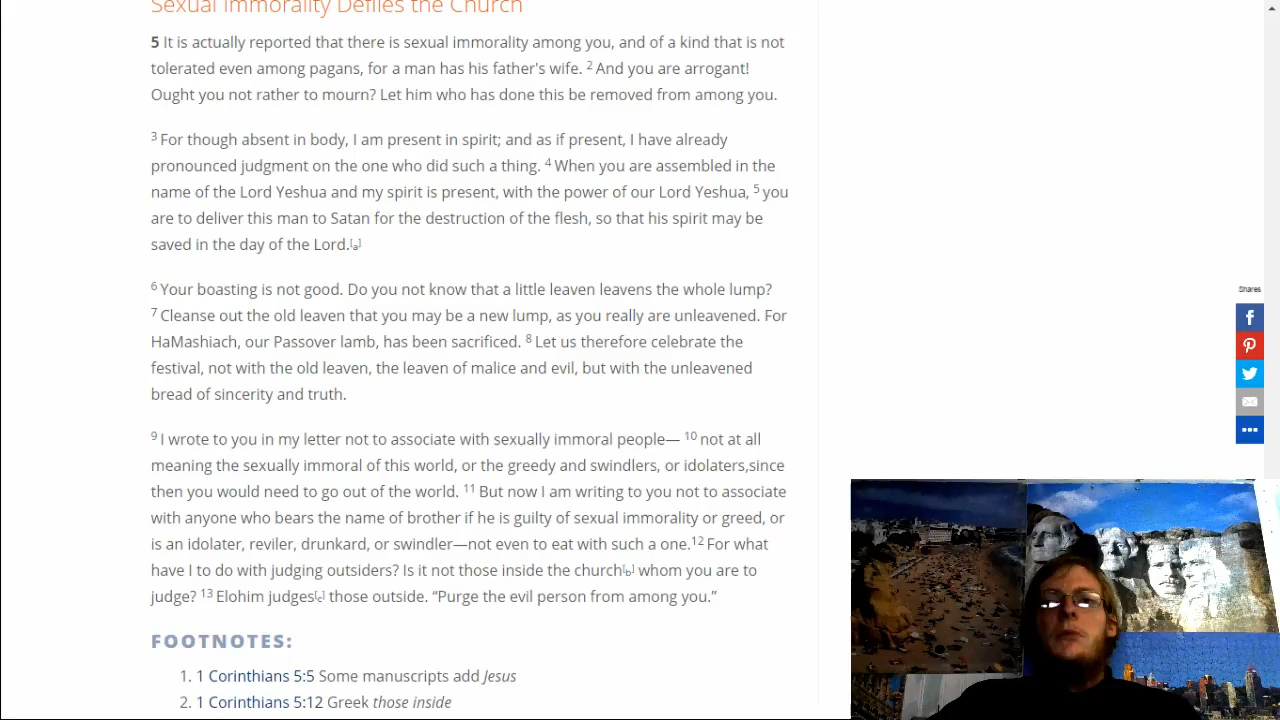 Sexual Immorality Defiles the Church
5 It is actually reported that there is sexual immorality among you, and of a kind that is not
tolerated even among pagans, for a man has his father's wife. 2 And you are arrogant!
Ought you not rather to mourn? Let him who has done this be removed from among you.
3 For though absent in body, I am present in spirit; and as if present, I have already
pronounced judgment on the one who did such a thing. 4 When you are assembled in the
name of the Lord Yeshua and my spirit is present, with the power of our Lord Yeshua, 5 you
are to deliver this man to Satan for the destruction of the flesh, so that his spirit may be
saved in the day of the Lord.[a]
6 Your boasting is not good. Do you not know that a little leaven leavens the whole lump?
7 Cleanse out the old leaven that you may be a new lump, as you really are unleavened. For
HaMashiach, our Passover lamb, has been sacrificed. 8 Let us therefore celebrate the
festival, not with the old leaven, the leaven of malice and evil, but with the unleavened
bread of sincerity and truth.
9 I wrote to you in my letter not to associate with sexually immoral people— 10 not at all
meaning the sexually immoral of this world, or the greedy and swindlers, or idolaters,since
then you would need to go out of the world. 11 But now I am writing to you not to associate
with anyone who bears the name of brother if he is guilty of sexual immorality or greed, or
is an idolater, reviler, drunkard, or swindler—not even to eat with such a one.12 For what
have I to do with judging outsiders? Is it not those inside the church[b] whom you are to
judge? 13 Elohim judges[c] those outside. “Purge the evil person from among you.”
FOOTNOTES:
1. 1 Corinthians 5:5 Some manuscripts add Jesus
2. 1 Corinthians 5:12 Greek those inside
Shares